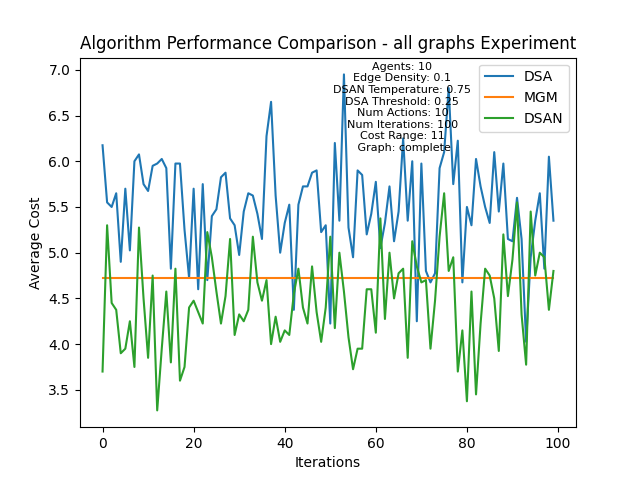 Algorithm Performance Comparison - all graphs Experiment
Agents: 10
Edge Density: 0.1
DSAN Temperature: 0.75
DSA Threshold: 0.25
Num Actions: 10
Num Iterations: 100
Cost Range: 11
Graph: complete
DSA
MGM
DSAN
Average Cost
7.0
6.5
6.0
5.5
5.0
4.5
4.0
3.5
0
20
40
60
80
100
Iterations